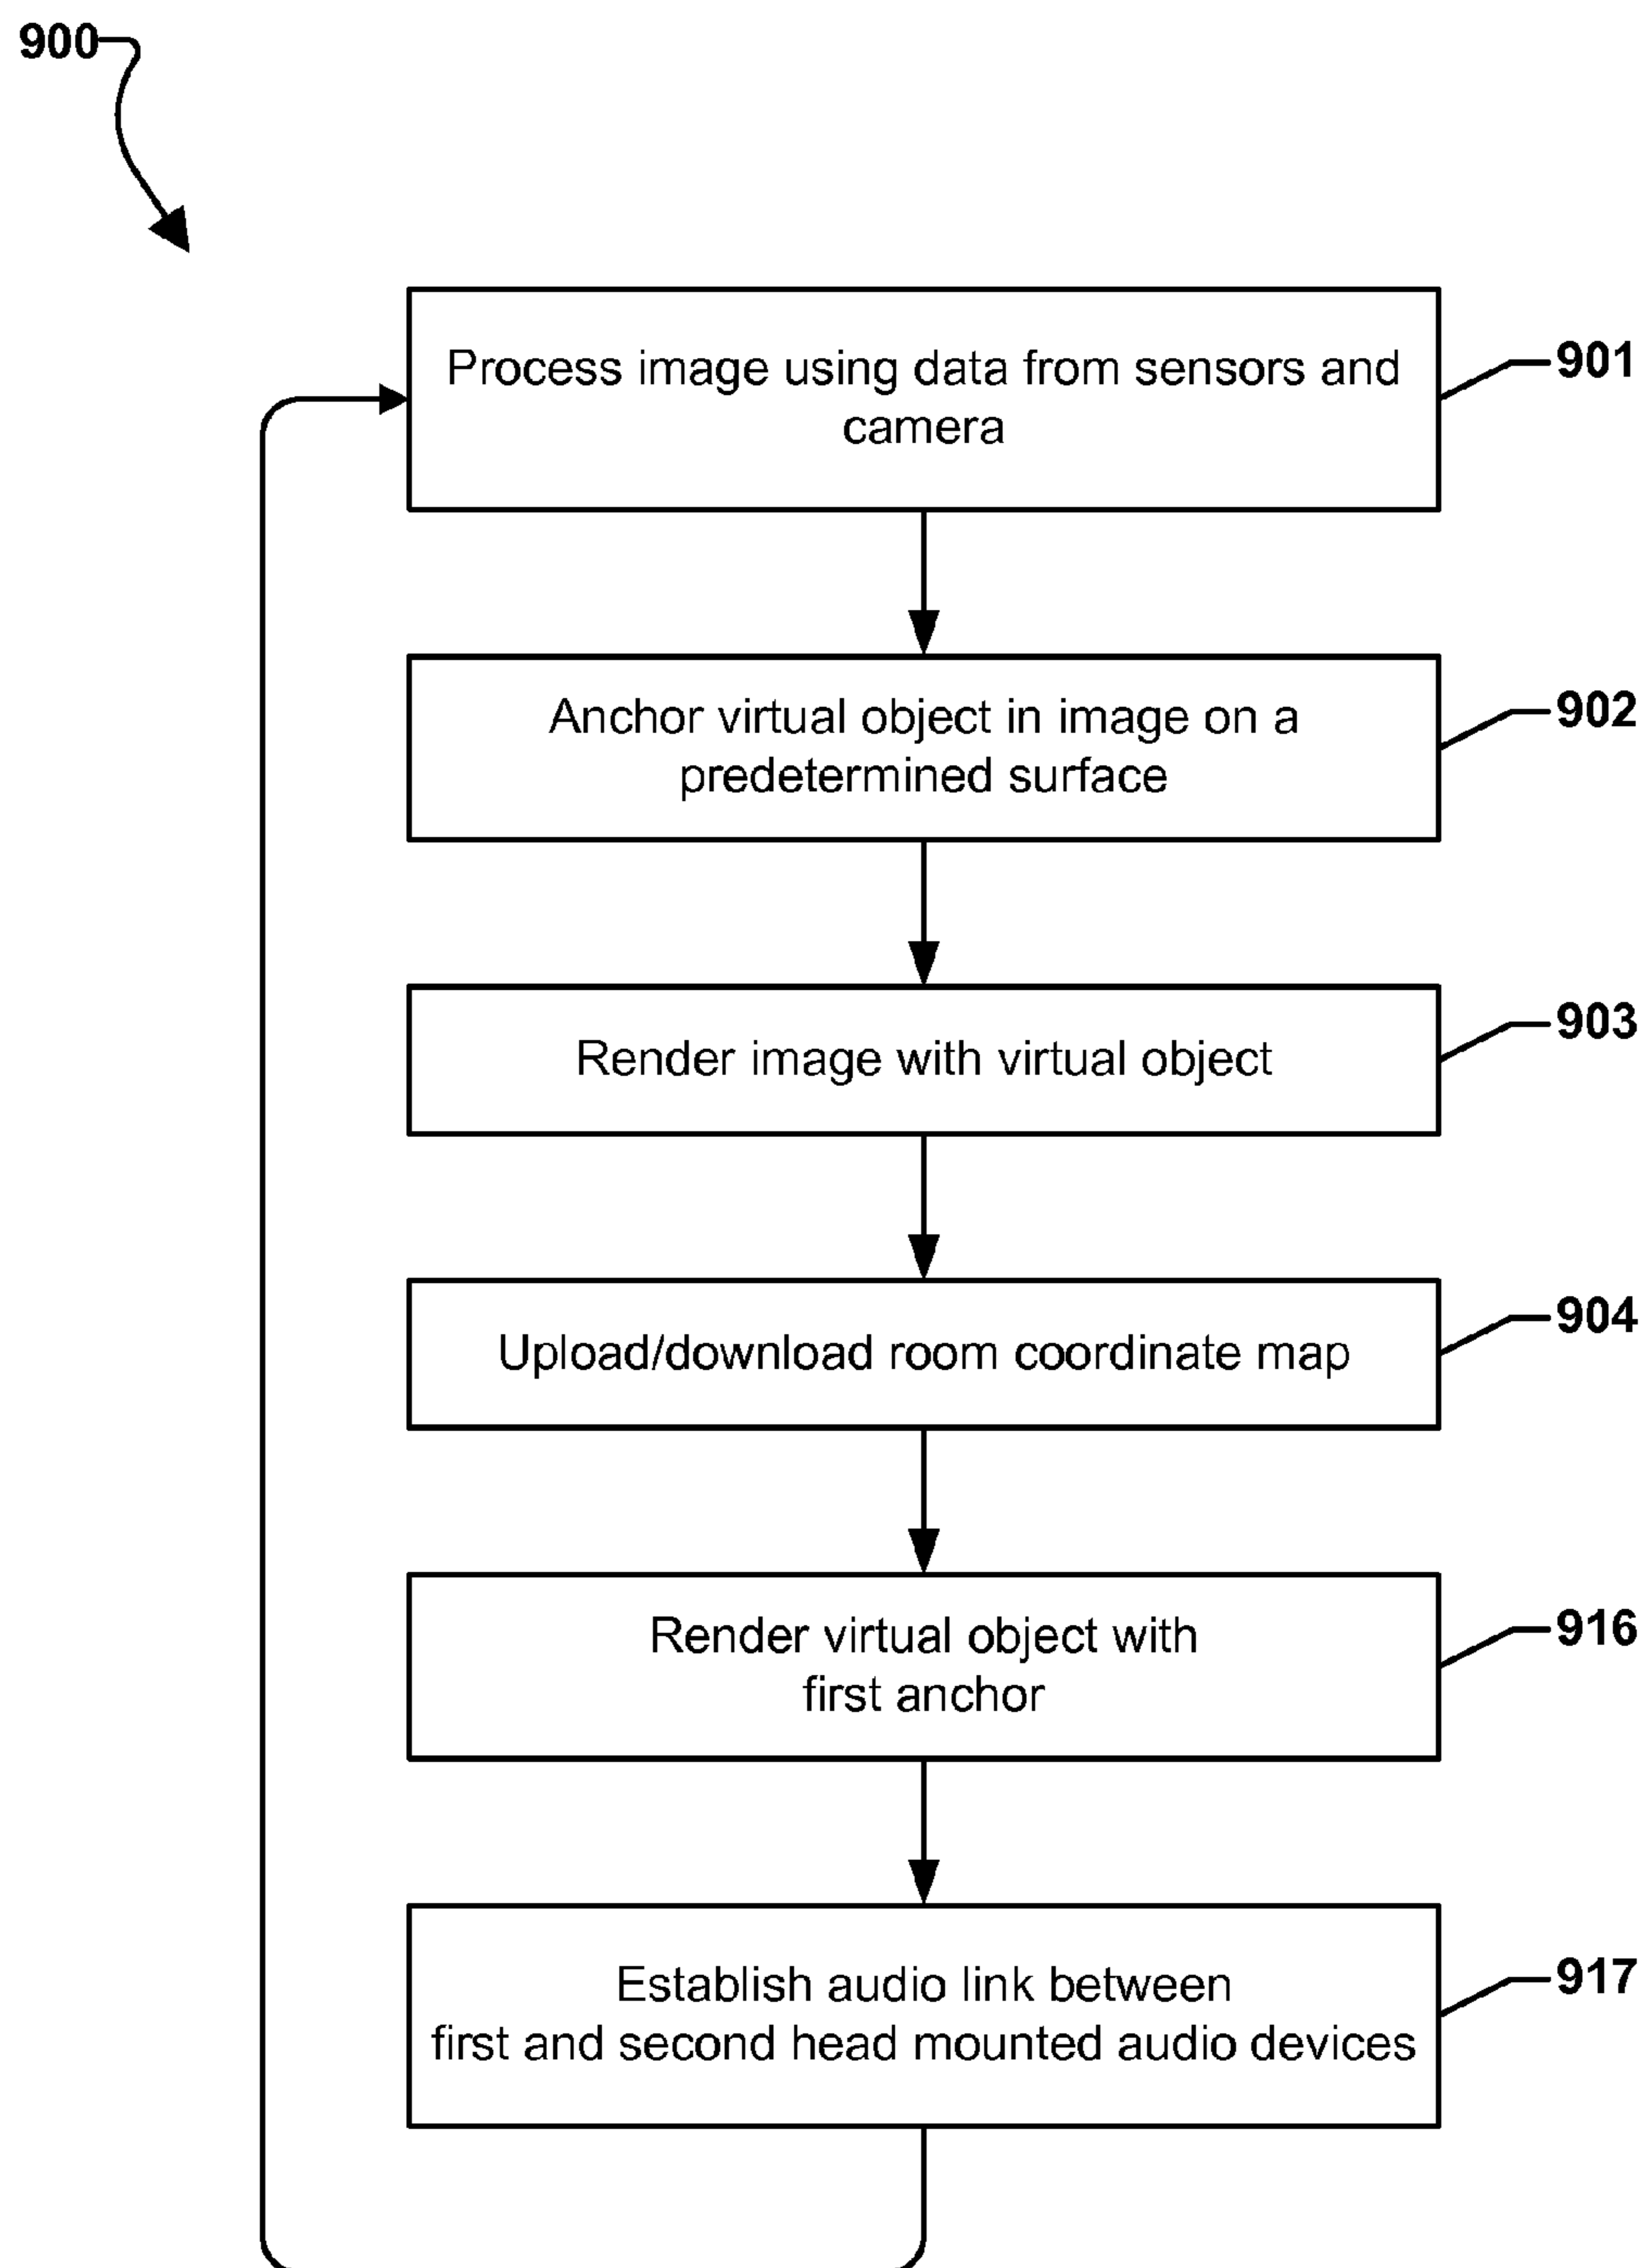 900
Process image using data from sensors and
camera
901
Anchor virtual object in image on a
predetermined surface
902
Render image with virtual object
903
Upload/download room coordinate map
904
Render virtual object with
first anchor
916
Establish audio link between
first and second head mounted audio devices
917